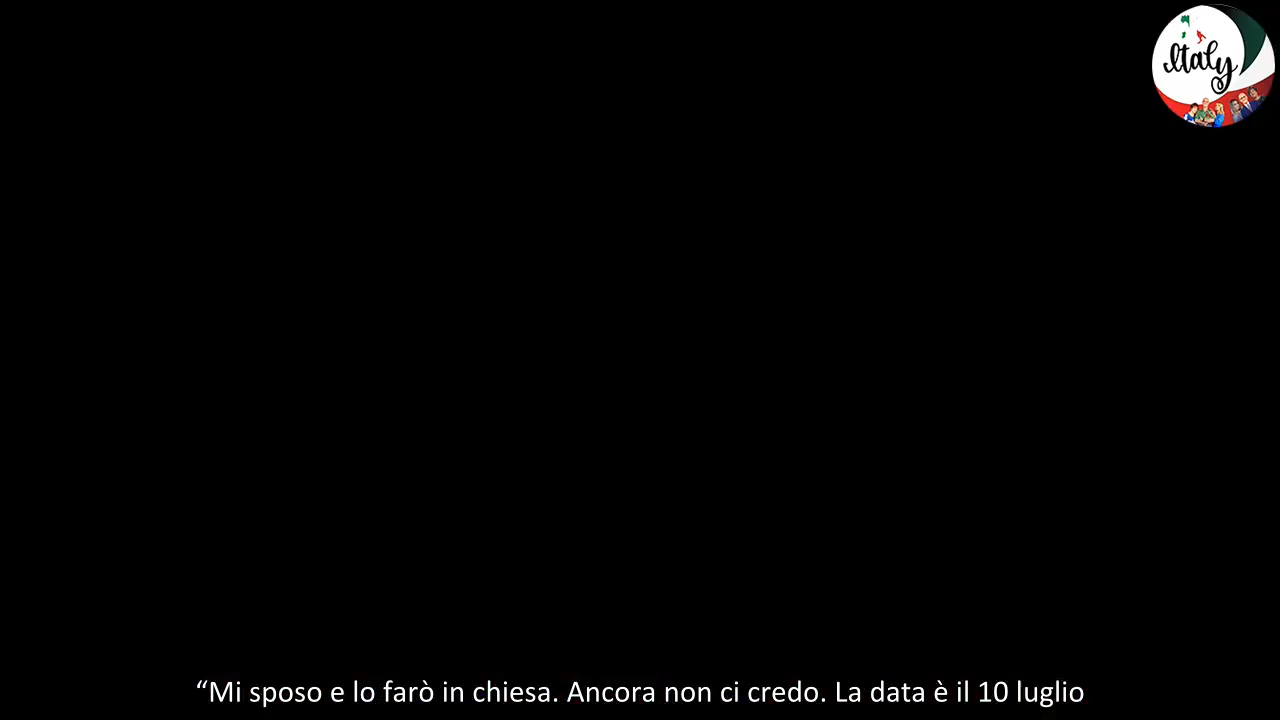 Italy
“Mi sposo e lo farò in chiesa. Ancora non ci credo. La data è il 10 luglio